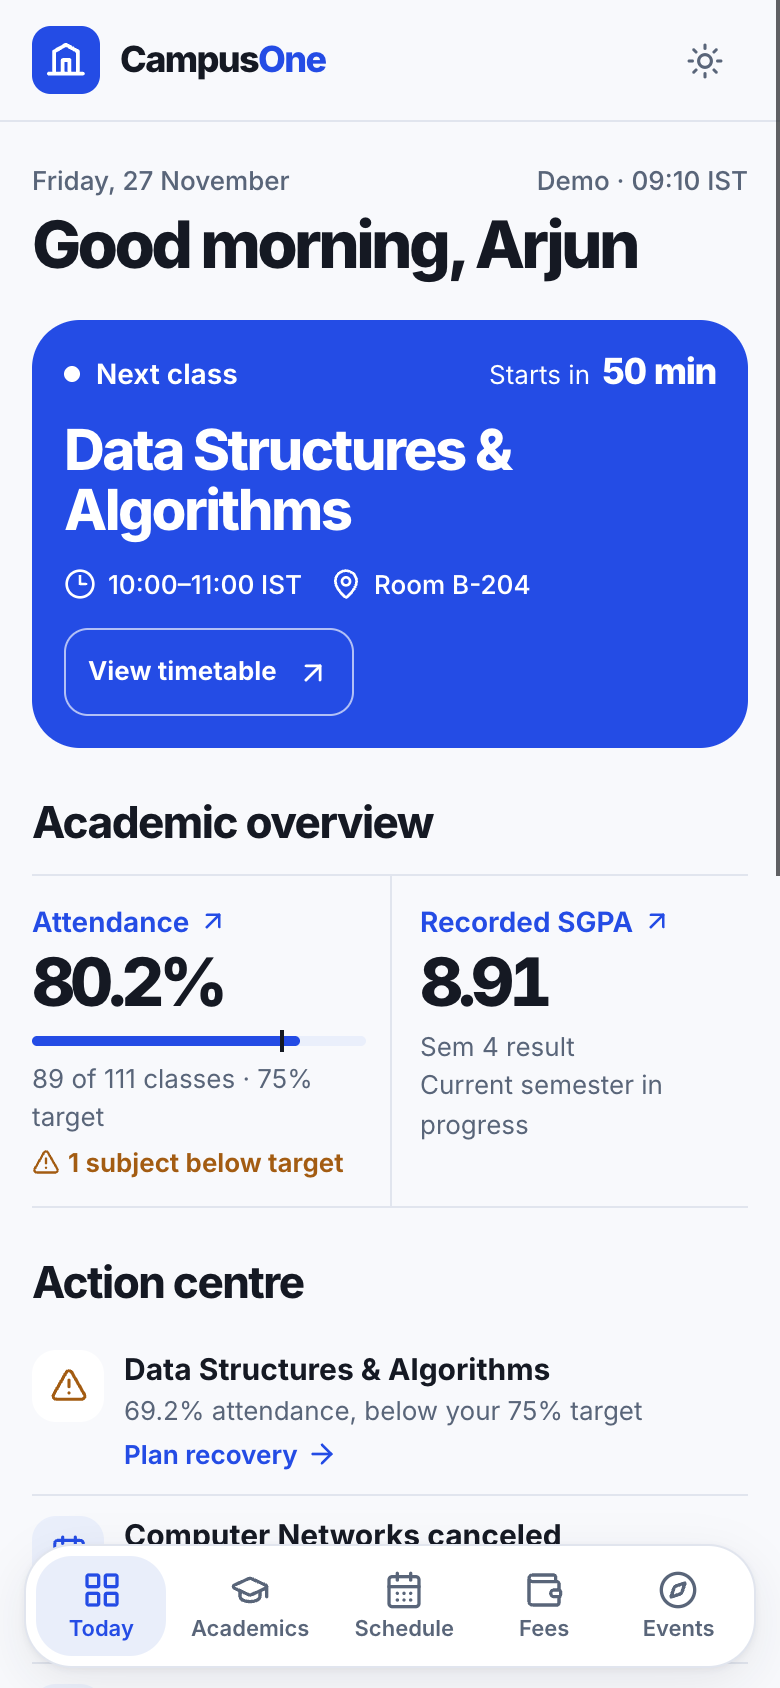 CampusOne
Friday, 27 November
Demo · 09:10 IST
Good morning, Arjun
Next class
Starts in 50 min
Data Structures &
Algorithms
10:00–11:00 IST
Room B-204
View timetable
Academic overview
Attendance
80.2%
89 of 111 classes · 75%
target
1 subject below target
Recorded SGPA
8.91
Sem 4 result
Current semester in
progress
Action centre
Data Structures & Algorithms
69.2% attendance, below your 75% target
Plan recovery
Computer Networks canceled
Today
Academics
Schedule
Fees
Events